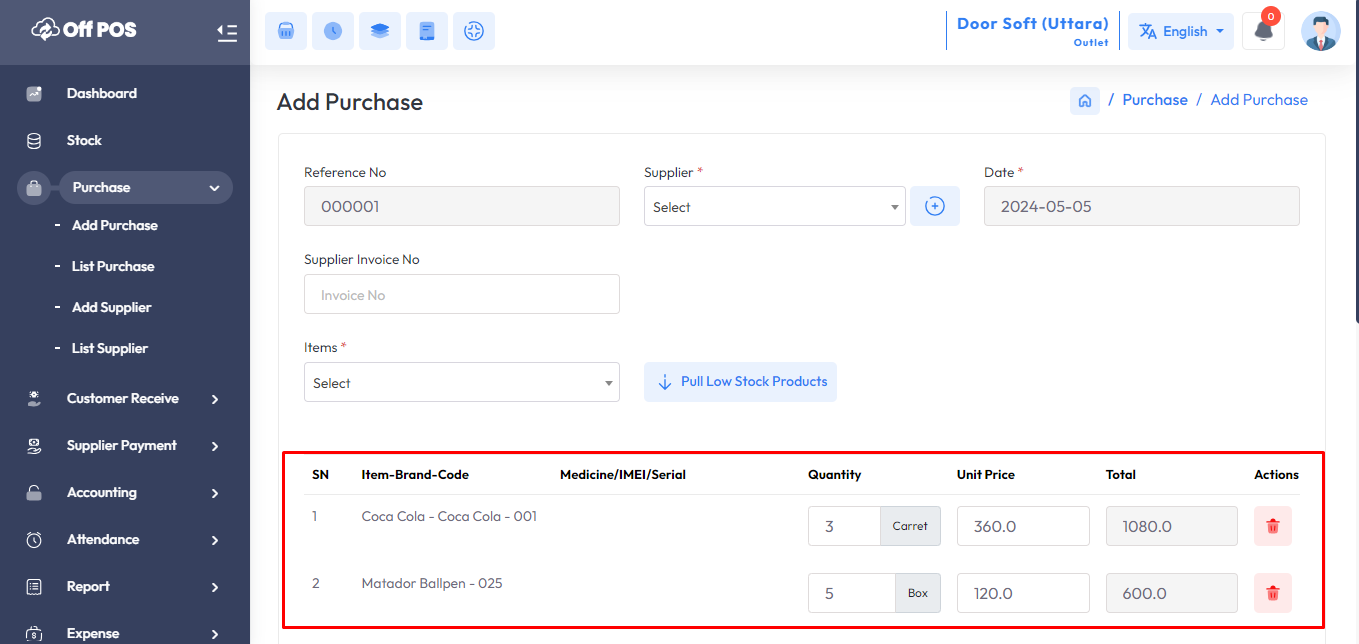 Off POS
Door Soft (Uttara)
Outlet
English
0
Dashboard
Stock
Purchase
- Add Purchase
- List Purchase
- Add Supplier
- List Supplier
Customer Receive
Supplier Payment
Accounting
Attendance
Report
Expense
Add Purchase
/ Purchase / Add Purchase
Reference No
000001
Supplier *
Select
Date *
2024-05-05
Supplier Invoice No
Invoice No
Items *
Select
Pull Low Stock Products
SN Item-Brand-Code Medicine/IMEI/Serial Quantity Unit Price Total Actions
1 Coca Cola - Coca Cola - 001 3 Carret 360.0 1080.0
2 Matador Ballpen - 025 5 Box 120.0 600.0